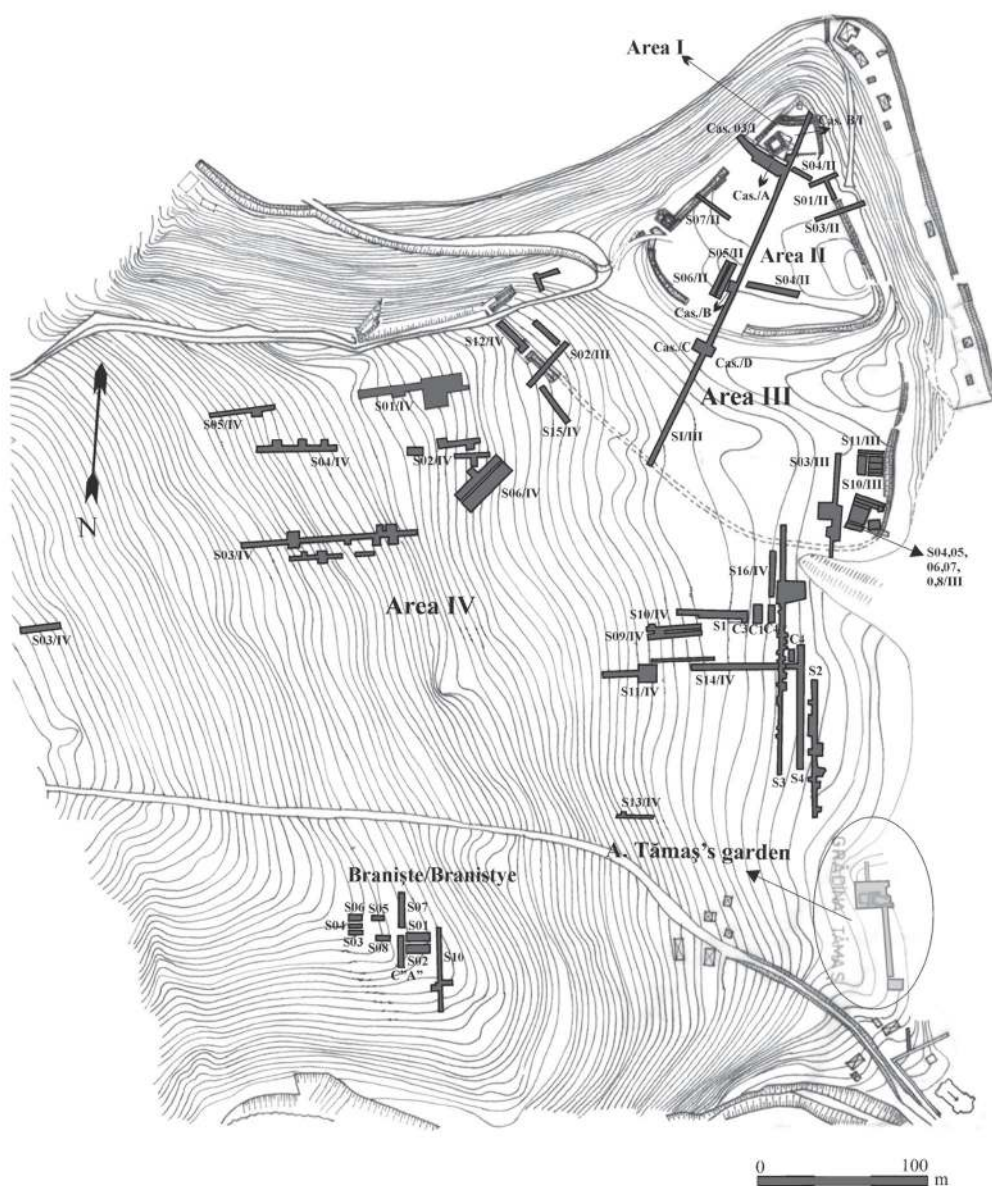 Area I
Cas. 03/I
Cas. B/I
S04/II
Cas./A
S01/II
S03/II
S07/II
Area II
S05/II
S06/II
S04/II
Cas./B
S12/IV
S02/III
Cas./C
Cas./D
Area III
S01/IV
S05/IV
S15/IV
S04/IV
S02/IV
SI/III
S03/III
S11/III
S10/III
S06/IV
N
S03/IV
S04,05,
06,07,
0,8/III
S16/IV
Area IV
S03/IV
S10/IV
S09/IV
S1
C3
C1
C4
S2
S11/IV
S14/IV
S3
S4
S13/IV
A. Tămaş's garden
GRĂDINA TĂMAŞ
Branişte/Branistye
S06
S05
S07
S04
S03
S08
S01
S02
S10
C"A"
0
100
m